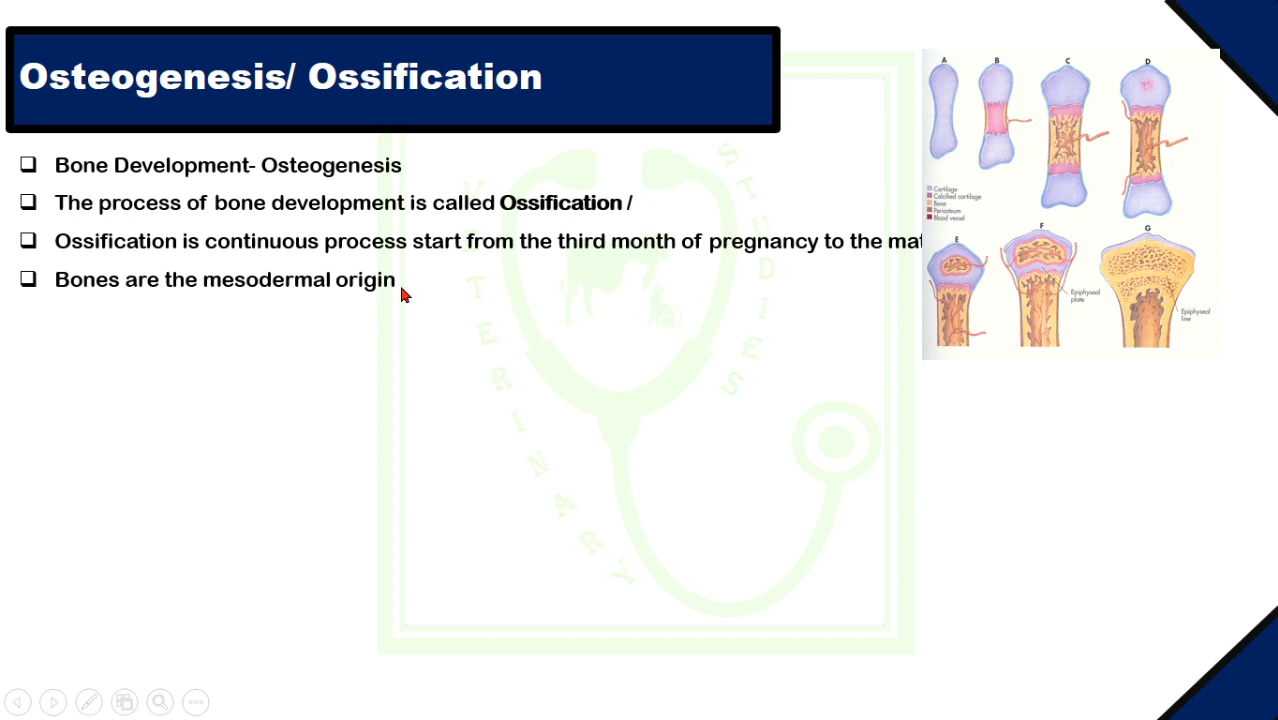 Osteogenesis/ Ossification
Bone Development- Osteogenesis
The process of bone development is called Ossification /
Ossification is continuous process start from the third month of pregnancy to the
Bones are the mesodermal origin
A
B
C
D
Cartilage
Calcified cartilage
Bone
Periosteum
Blood vessel
E
F
G
Epiphyseal
plate
Epiphyseal
line
VETERINARY
STUDIES